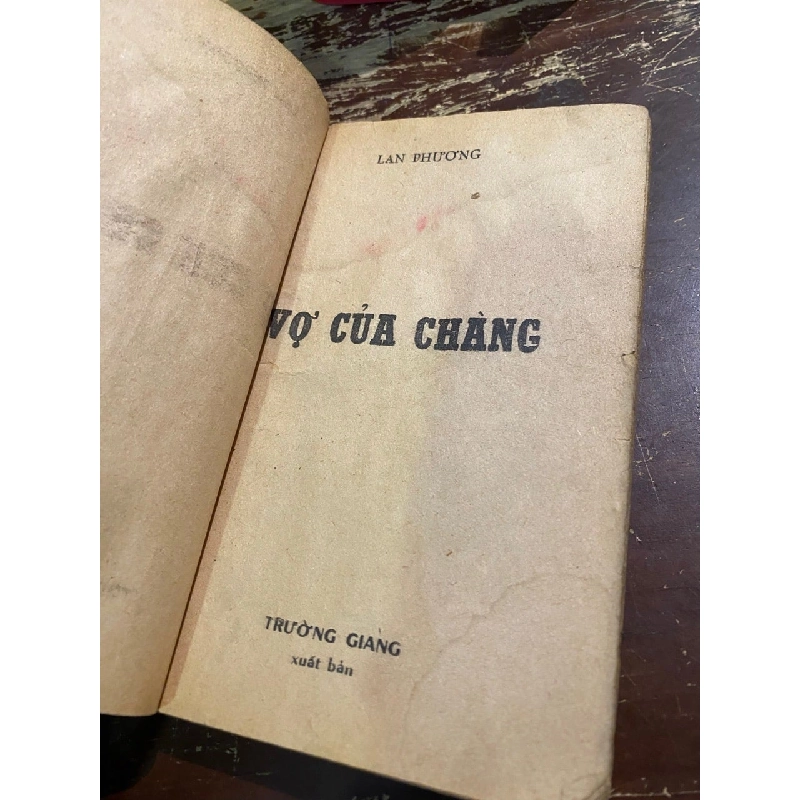 LAN PHƯƠNG
VỢ CỦA CHÀNG
TRƯỜNG GIANG
xuất bản